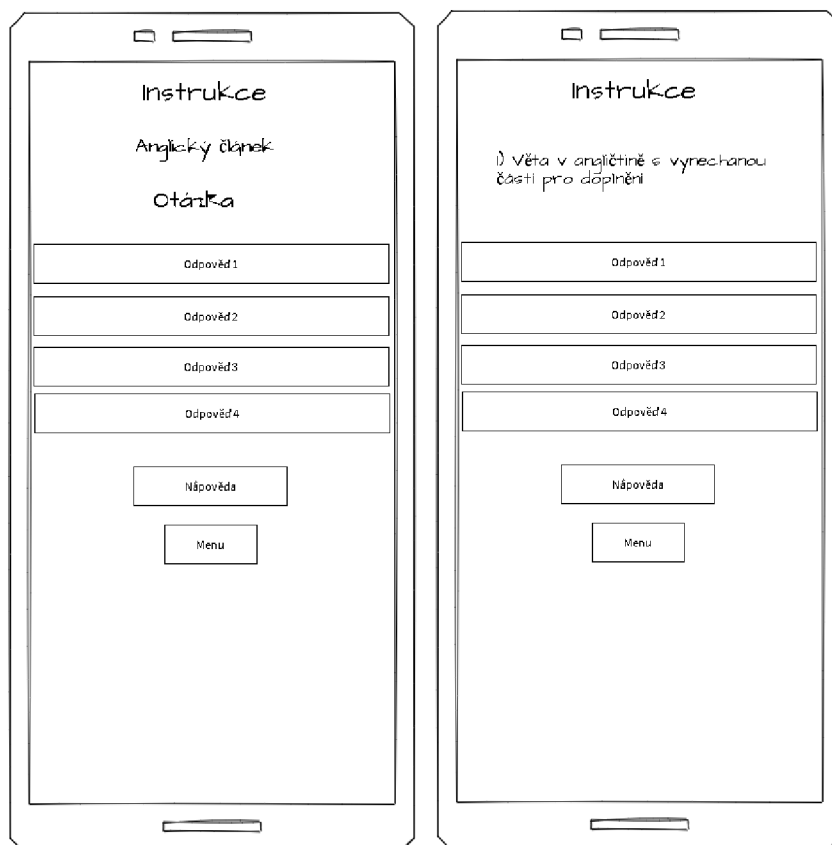 Instrukce
Anglický článek
Otázka
Odpověď 1
Odpověď 2
Odpověď 3
Odpověď 4
Nápověda
Menu
Instrukce
1) Věta v angličtině s vynechanou
částí pro doplnění
Odpověď 1
Odpověď 2
Odpověď 3
Odpověď 4
Nápověda
Menu